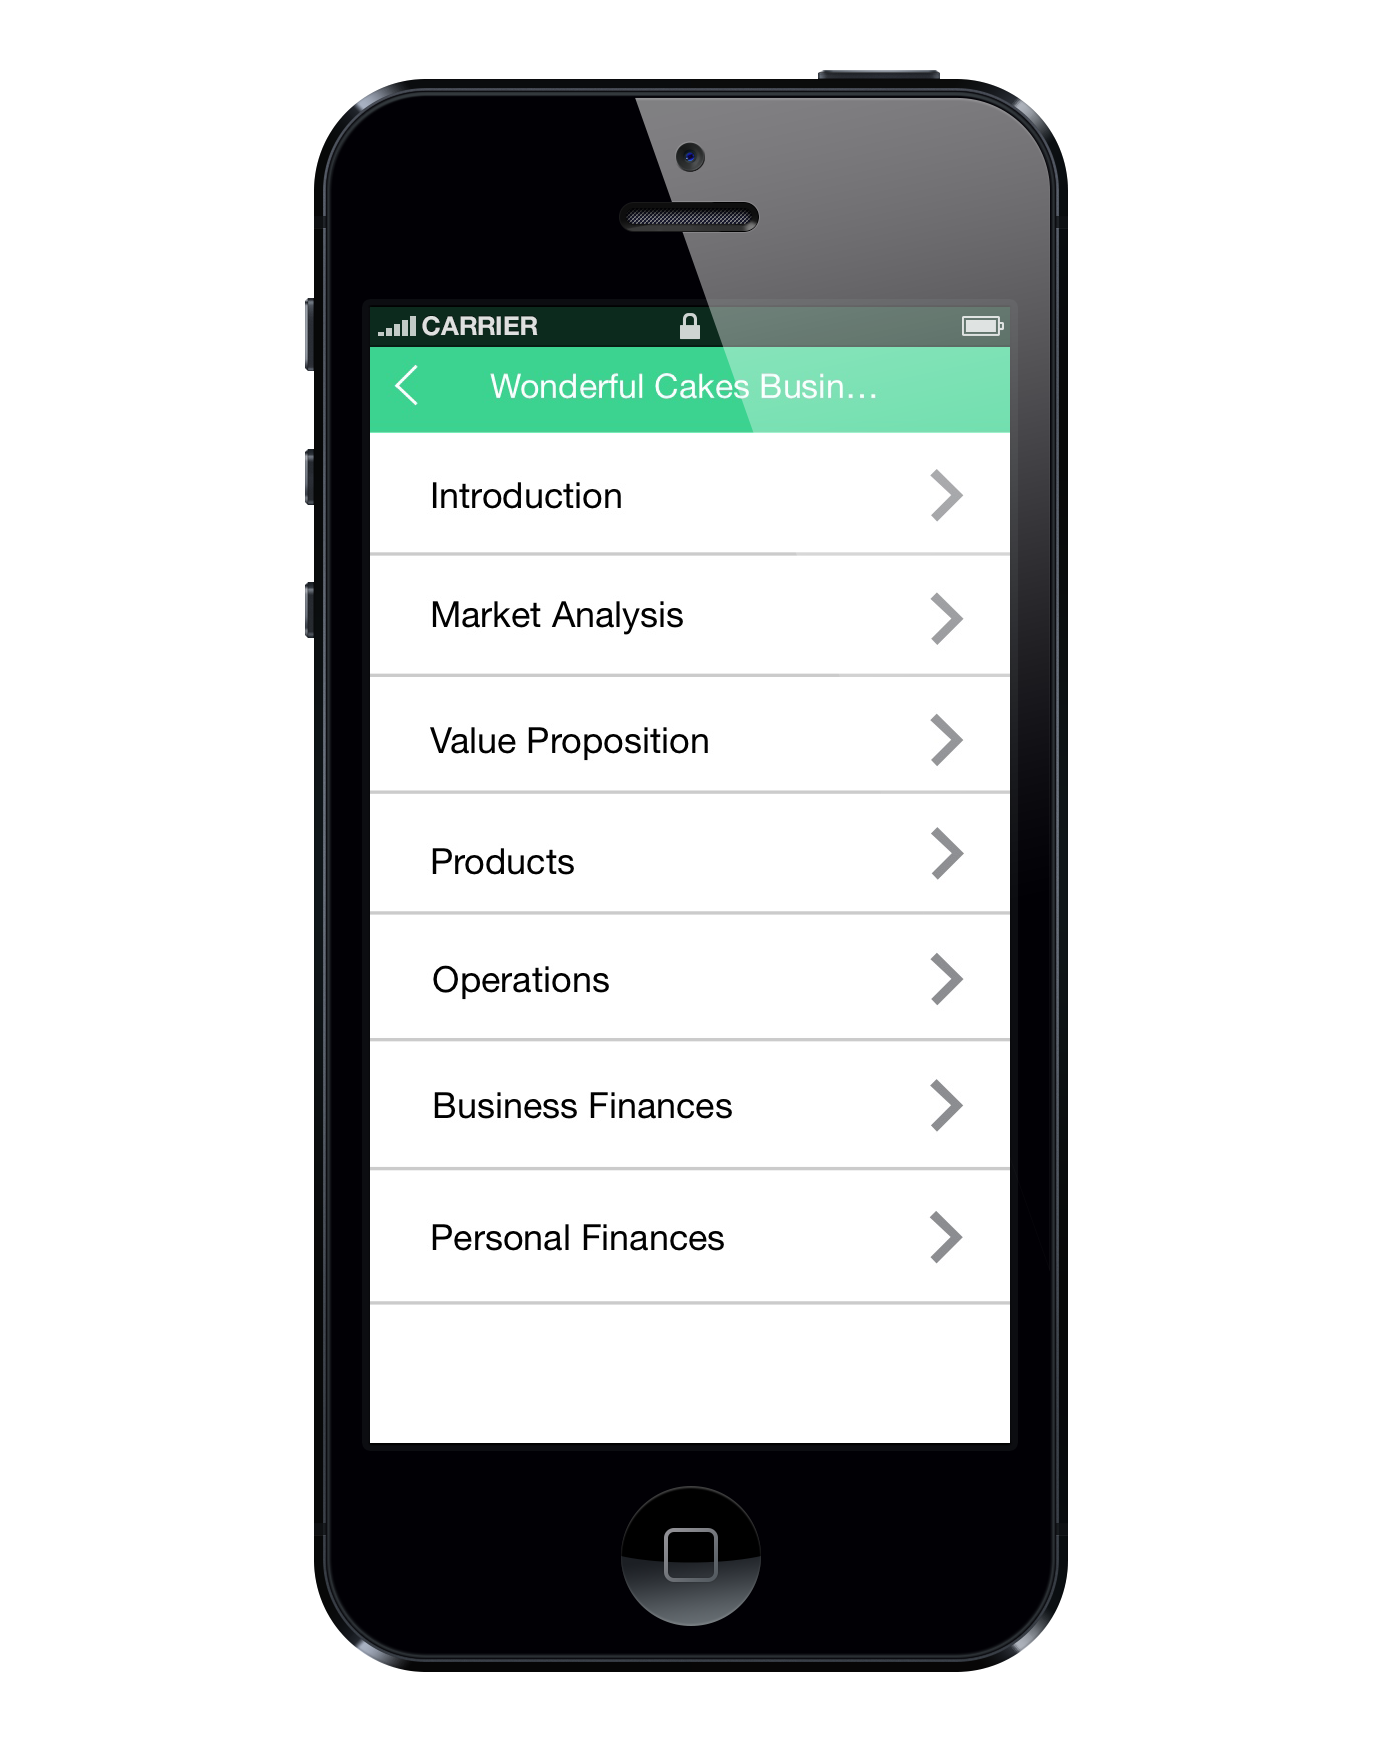 CARRIER
Wonderful Cakes Busin...
Introduction
Market Analysis
Value Proposition
Products
Operations
Business Finances
Personal Finances